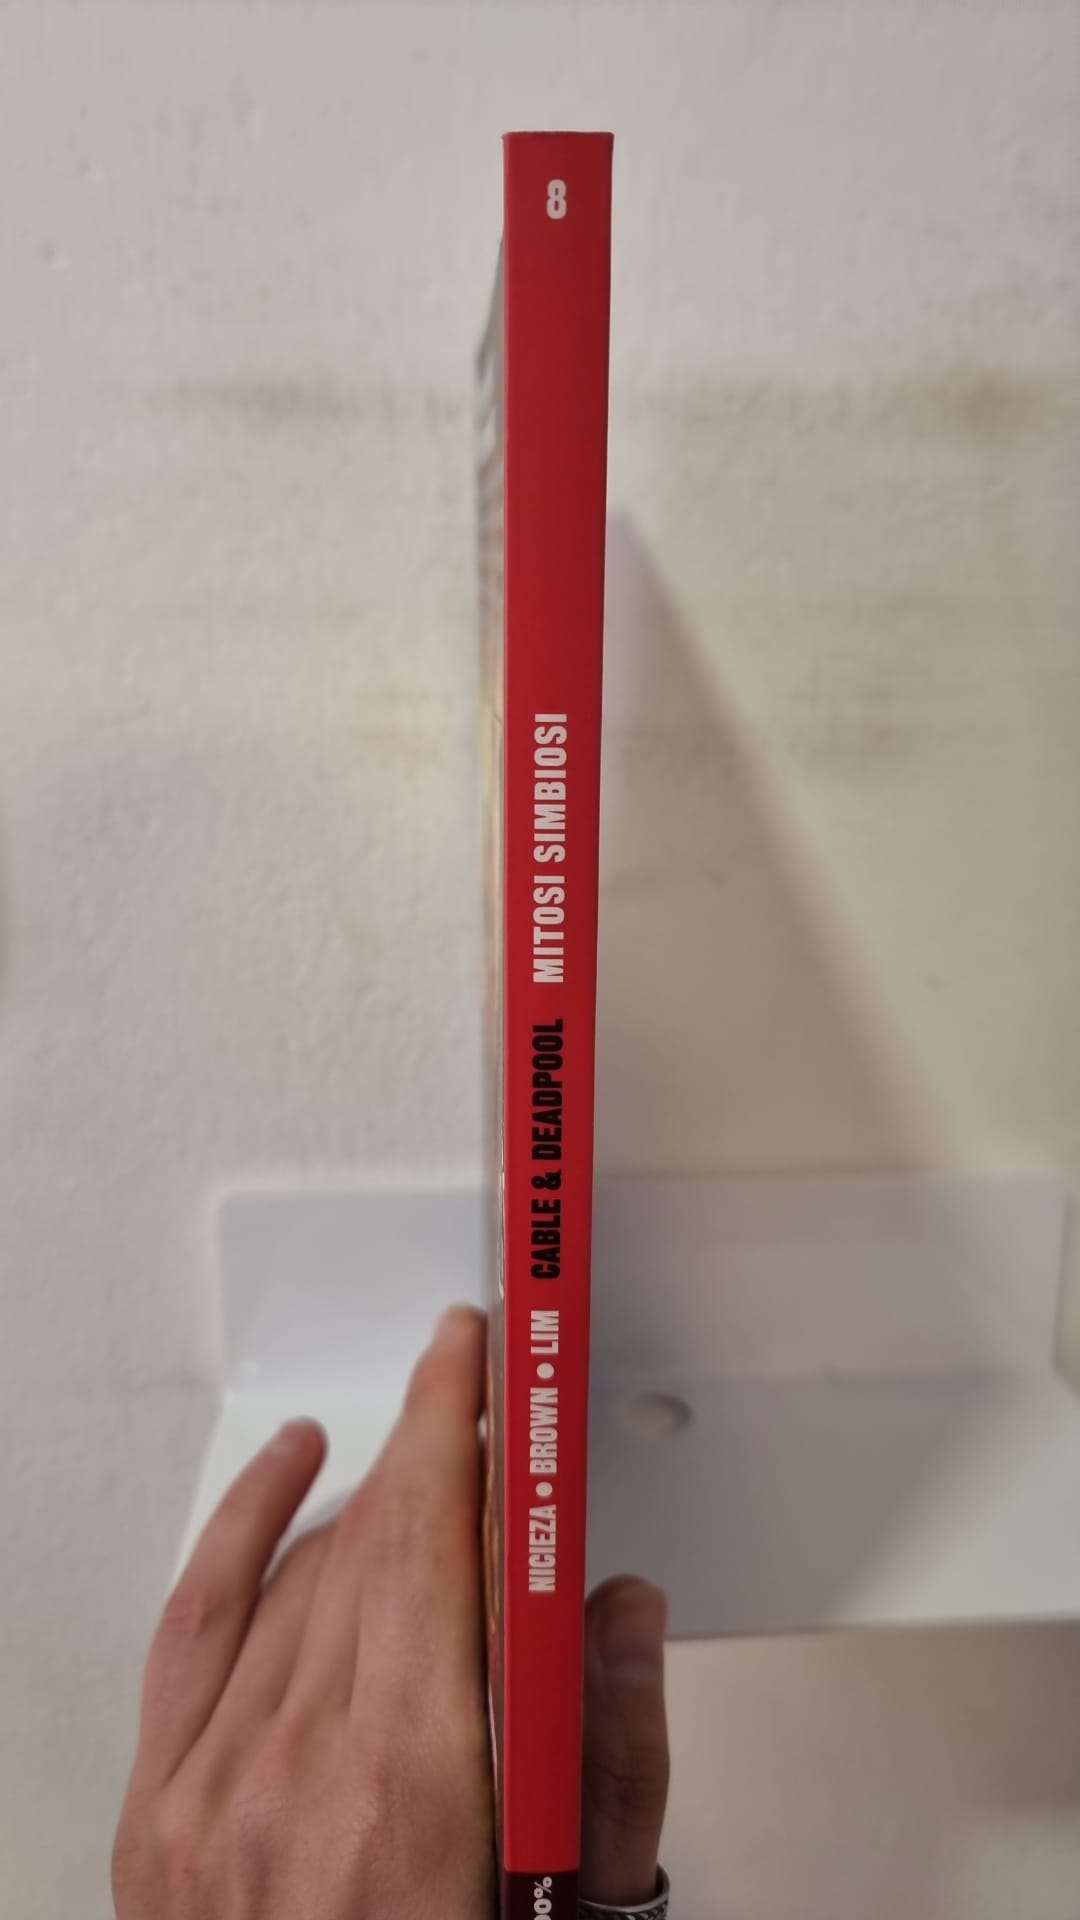 NICIEZA • BROWN • LIM CABLE & DEADPOOL MITOSI SIMBIOSI 8